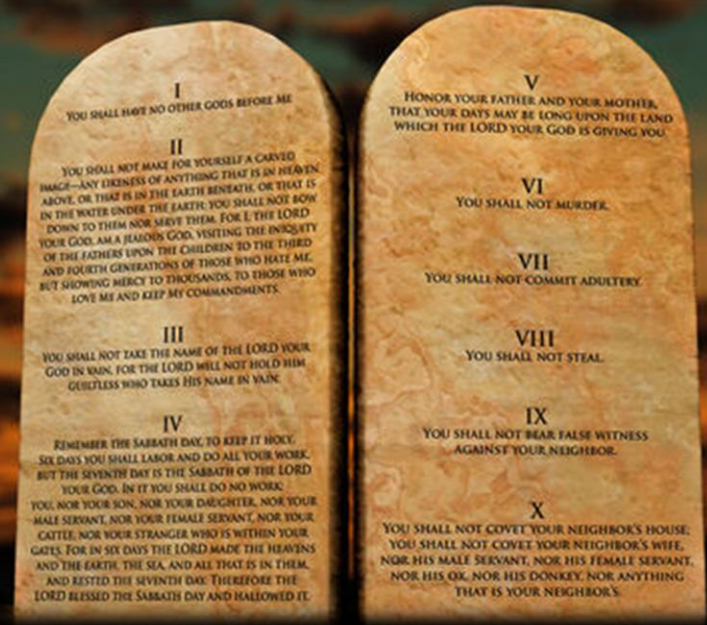 I
YOU SHALL HAVE NO OTHER GODS BEFORE ME
II
YOU SHALL NOT MAKE FOR YOURSELF A CARVED
IMAGE—ANY LIKENESS OF ANYTHING THAT IS IN HEAVEN
ABOVE, OR THAT IS IN THE EARTH BENEATH, OR THAT IS
IN THE WATER UNDER THE EARTH; YOU SHALL NOT BOW
DOWN TO THEM NOR SERVE THEM. FOR I, THE LORD
YOUR GOD, AM A JEALOUS GOD, VISITING THE INIQUITY
OF THE FATHERS UPON THE CHILDREN TO THE THIRD
AND FOURTH GENERATIONS OF THOSE WHO HATE ME,
BUT SHOWING MERCY TO THOUSANDS, TO THOSE WHO
LOVE ME AND KEEP MY COMMANDMENTS.
III
YOU SHALL NOT TAKE THE NAME OF THE LORD YOUR
GOD IN VAIN, FOR THE LORD WILL NOT HOLD HIM
GUILTLESS WHO TAKES HIS NAME IN VAIN.
IV
REMEMBER THE SABBATH DAY, TO KEEP IT HOLY.
SIX DAYS YOU SHALL LABOR AND DO ALL YOUR WORK,
BUT THE SEVENTH DAY IS THE SABBATH OF THE LORD
YOUR GOD. IN IT YOU SHALL DO NO WORK:
YOU, NOR YOUR SON, NOR YOUR DAUGHTER, NOR YOUR
MALE SERVANT, NOR YOUR FEMALE SERVANT, NOR YOUR
CATTLE, NOR YOUR STRANGER WHO IS WITHIN YOUR
GATES. FOR IN SIX DAYS THE LORD MADE THE HEAVENS
AND THE EARTH, THE SEA, AND ALL THAT IS IN THEM,
AND RESTED THE SEVENTH DAY. THEREFORE THE
LORD BLESSED THE SABBATH DAY AND HALLOWED IT.
V
HONOR YOUR FATHER AND YOUR MOTHER,
THAT YOUR DAYS MAY BE LONG UPON THE LAND
WHICH THE LORD YOUR GOD IS GIVING YOU.
VI
YOU SHALL NOT MURDER.
VII
YOU SHALL NOT COMMIT ADULTERY.
VIII
YOU SHALL NOT STEAL.
IX
YOU SHALL NOT BEAR FALSE WITNESS
AGAINST YOUR NEIGHBOR.
X
YOU SHALL NOT COVET YOUR NEIGHBOR'S HOUSE;
YOU SHALL NOT COVET YOUR NEIGHBOR'S WIFE,
NOR HIS MALE SERVANT, NOR HIS FEMALE SERVANT,
NOR HIS OX, NOR HIS DONKEY, NOR ANYTHING
THAT IS YOUR NEIGHBOR'S.